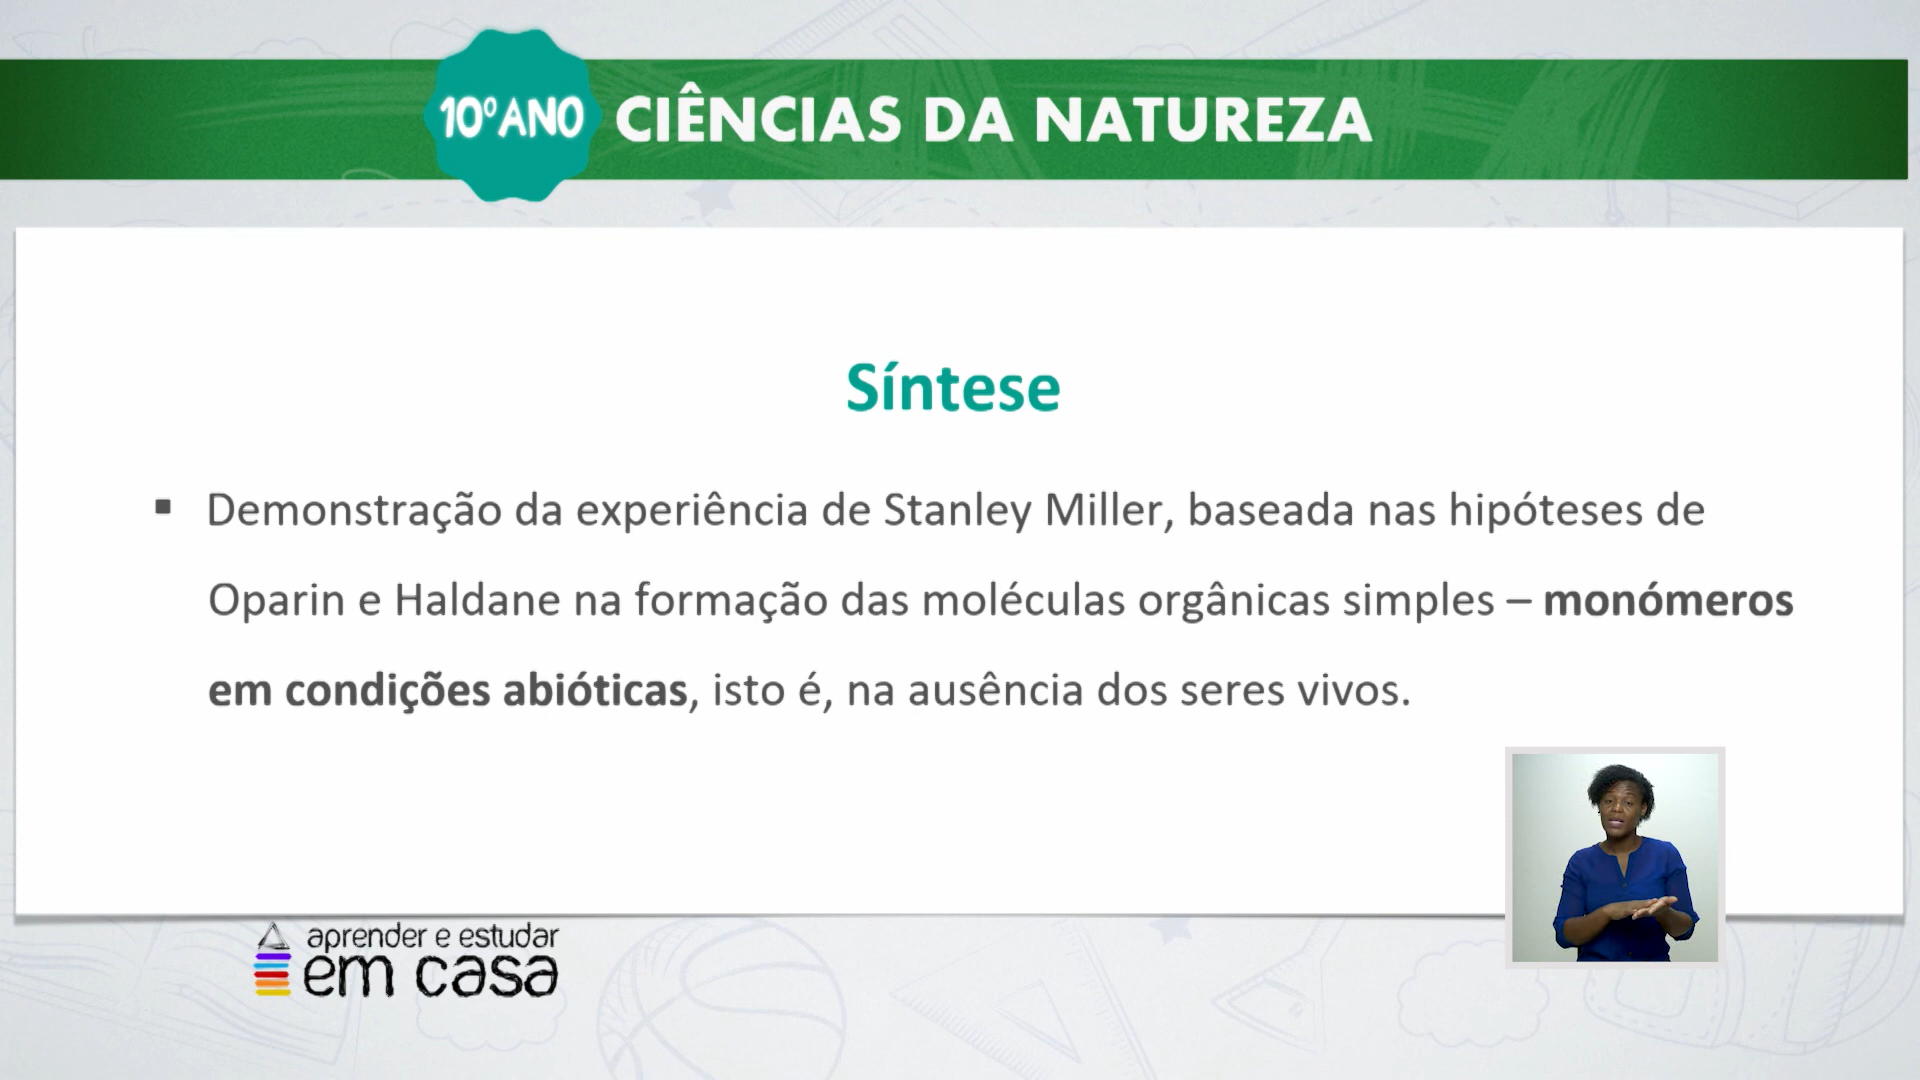 10ºANO CIÊNCIAS DA NATUREZA
Síntese
▪ Demonstração da experiência de Stanley Miller, baseada nas hipóteses de
Oparin e Haldane na formação das moléculas orgânicas simples – monómeros
em condições abióticas, isto é, na ausência dos seres vivos.
aprender e estudar
em casa